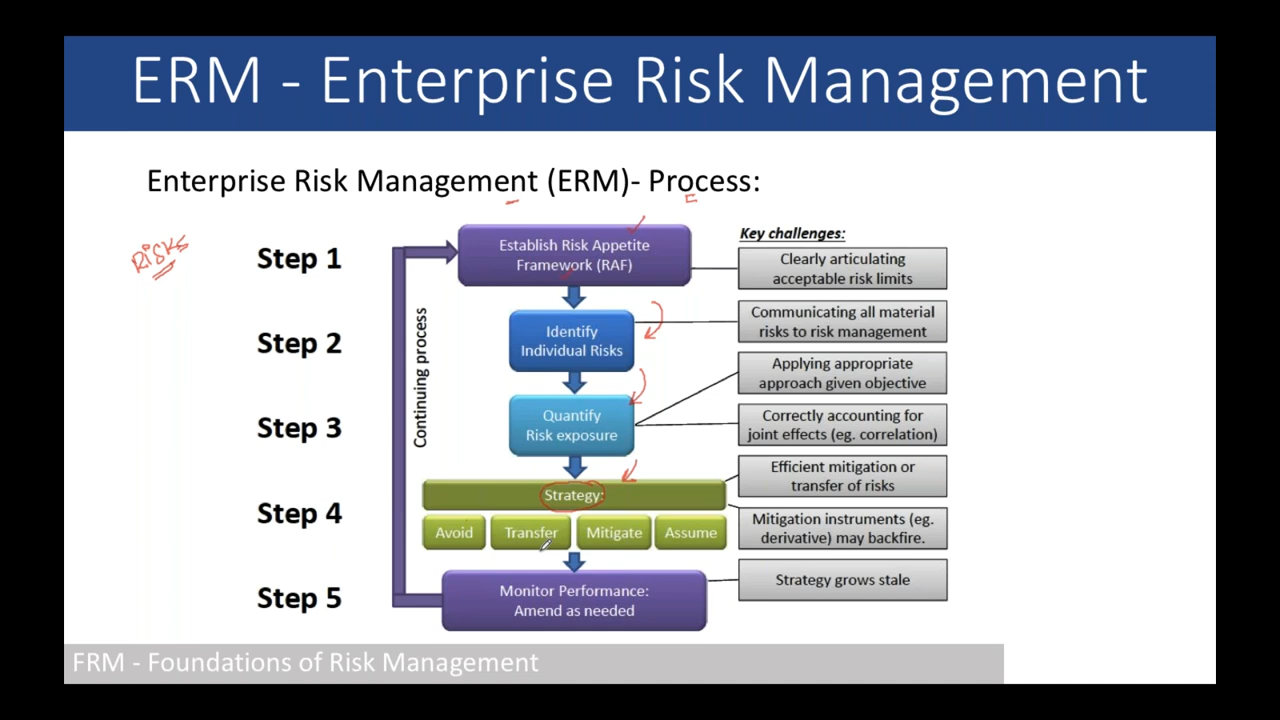 ERM - Enterprise Risk Management
Enterprise Risk Management (ERM)- Process:
RISKS
Step 1
Establish Risk Appetite
Framework (RAF)
Key challenges:
Clearly articulating
acceptable risk limits
Step 2
Identify
Individual Risks
Communicating all material
risks to risk management
Continuing process
Step 3
Quantify
Risk exposure
Applying appropriate
approach given objective
Correctly accounting for
joint effects (eg. correlation)
Step 4
Strategy:
Avoid
Transfer
Mitigate
Assume
Efficient mitigation or
transfer of risks
Mitigation instruments (eg.
derivative) may backfire.
Step 5
Monitor Performance:
Amend as needed
Strategy grows stale
FRM - Foundations of Risk Management